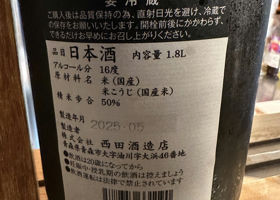 要冷蔵
ご購入後は品質保持の為、直射日光を避け、冷蔵で
保存をお願いいたします。開栓前後にかかわらず、
できるだけお早めにお召し上がりください。
品目 日本酒 内容量 1.8L
アルコール分 16度
原材料名 米(国産)
米こうじ(国産米)
精米歩合 50%
製造年月 2025.05
製造者
株式会社 西田酒造店
青森県青森市大字油川字大浜46番地
●飲酒は20歳になってから
●妊娠中・授乳期の飲酒は控えましょう
●飲酒運転は法律で禁止されています